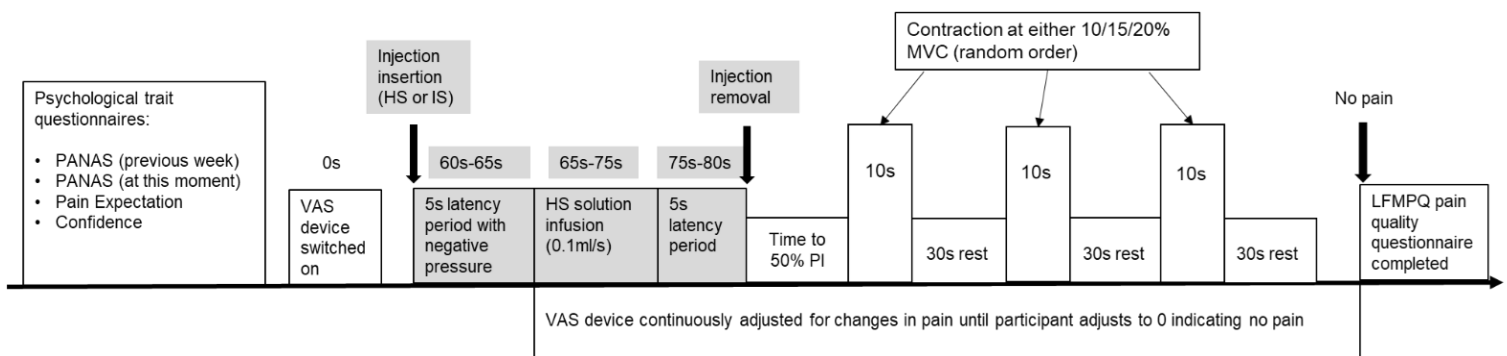 Psychological trait
questionnaires:
• PANAS (previous week)
• PANAS (at this moment)
• Pain Expectation
• Confidence
0s
VAS
device
switched
on
Injection
insertion
(HS or IS)
60s-65s
5s latency
period with
negative
pressure
65s-75s
HS solution
infusion
(0.1ml/s)
75s-80s
5s
latency
period
Injection
removal
Time to
50% PI
Contraction at either 10/15/20%
MVC (random order)
10s
30s rest
10s
30s rest
10s
30s rest
No pain
LFMPQ pain
quality
questionnaire
completed
VAS device continuously adjusted for changes in pain until participant adjusts to 0 indicating no pain